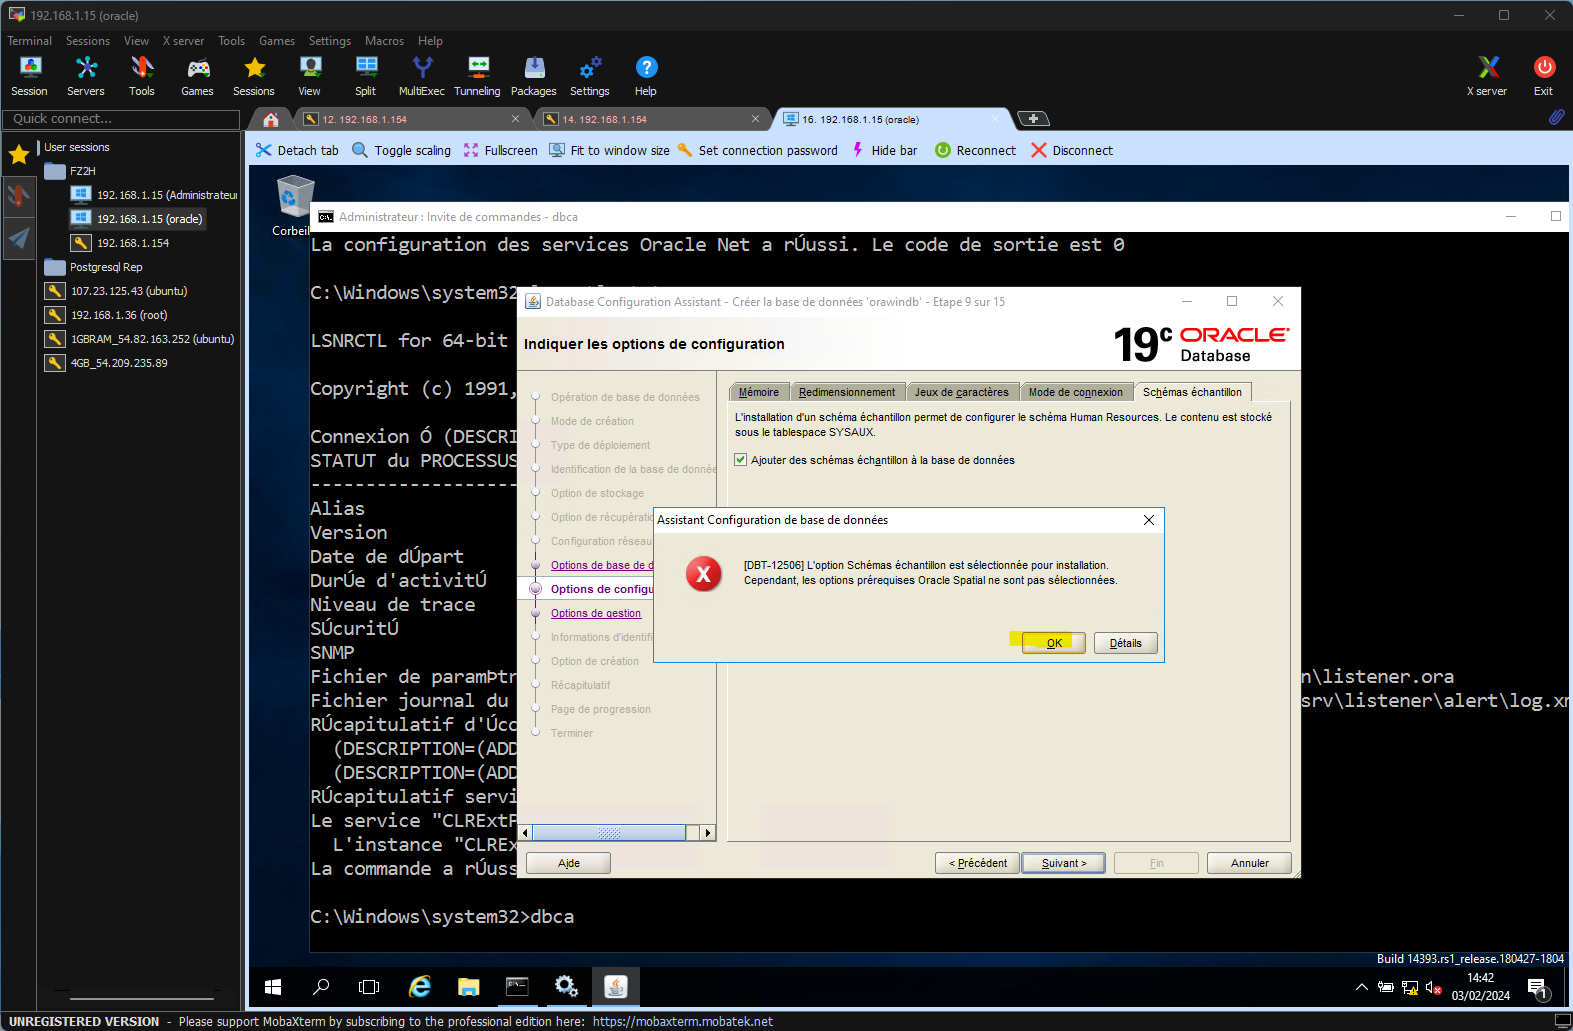 192.168.1.15 (oracle)
Terminal Sessions View X server Tools Games Settings Macros Help
Session Servers Tools Games Sessions View Split MultiExec Tunneling Packages Settings Help X server Exit
Quick connect...
12. 192.168.1.154
14. 192.168.1.154
16. 192.168.1.15 (oracle)
Detach tab Toggle scaling Fullscreen Fit to window size Set connection password Hide bar Reconnect Disconnect
User sessions
FZ2H
192.168.1.15 (Administrateur
192.168.1.15 (oracle)
192.168.1.154
Postgresql Rep
107.23.125.43 (ubuntu)
192.168.1.36 (root)
1GBRAM_54.82.163.252 (ubuntu)
4GB_54.209.235.89
Corbeil
Administrateur : Invite de commandes - dbca
La configuration des services Oracle Net a rÚussi. Le code de sortie est 0
C:\Windows\system32
LSNRCTL for 64-bit
Copyright (c) 1991,
Connexion Ó (DESCRI
STATUT du PROCESSUS
------------------
Alias
Version
Date de dÚpart
DurÚe d'activitÚ
Niveau de trace
SÚcuritÚ
SNMP
Fichier de paramÞtr n\listener.ora
Fichier journal du srv\listener\alert\log.xm
RÚcapitulatif d'Úco
(DESCRIPTION=(ADD
(DESCRIPTION=(ADD
RÚcapitulatif servi
Le service "CLRExtP
L'instance "CLREx
La commande a rÚuss
C:\Windows\system32>dbca
Database Configuration Assistant - Créer la base de données 'orawindb' - Etape 9 sur 15
Indiquer les options de configuration
19c ORACLE
Database
Opération de base de données
Mode de création
Type de déploiement
Identification de la base de donnée
Option de stockage
Option de récupératio
Configuration réseau
Options de base de d
Options de configu
Options de gestion
Informations d'identifi
Option de création
Récapitulatif
Page de progression
Terminer
Mémoire Redimensionnement Jeux de caractères Mode de connexion Schémas échantillon
L'installation d'un schéma échantillon permet de configurer le schéma Human Resources. Le contenu est stocké
sous le tablespace SYSAUX.
Ajouter des schémas échantillon à la base de données
Assistant Configuration de base de données
[DBT-12506] L'option Schémas échantillon est sélectionnée pour installation.
Cependant, les options prérequises Oracle Spatial ne sont pas sélectionnées.
OK Détails
Aide < Précédent Suivant > Fin Annuler
Build 14393.rs1_release.180427-1804
14:42
03/02/2024
1
UNREGISTERED VERSION - Please support MobaXterm by subscribing to the professional edition here: https://mobaxterm.mobatek.net